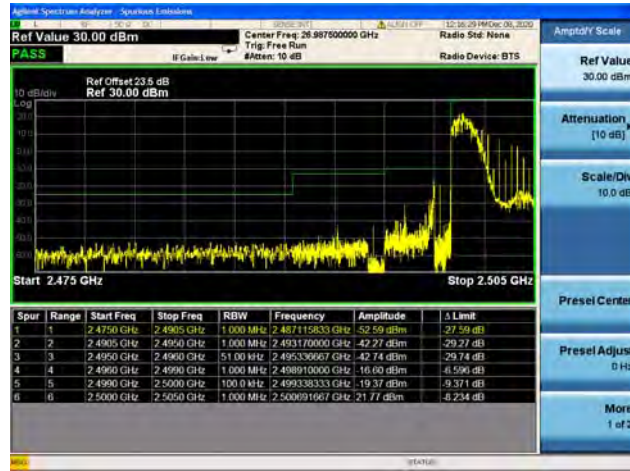 Agilent Spectrum Analyzer - Spurious Emissions
12:16:29 PM Dec 08, 2020
Ref Value 30.00 dBm
Center Freq: 26.987500000 GHz
Radio Std: None
Trig: Free Run
PASS
IFGain:Low
#Atten: 10 dB
Radio Device: BTS
Ref Offset 23.5 dB
10 dB/div
Ref 30.00 dBm
Log
Start 2.475 GHz
Stop 2.505 GHz
Spur Range Start Freq Stop Freq RBW Frequency Amplitude Δ Limit
1 1 2.4750 GHz 2.4905 GHz 1.000 MHz 2.487115833 GHz -52.59 dBm -27.59 dB
2 2 2.4905 GHz 2.4950 GHz 1.000 MHz 2.493170000 GHz -42.27 dBm -29.27 dB
3 3 2.4950 GHz 2.4960 GHz 51.00 kHz 2.495336667 GHz -42.74 dBm -29.74 dB
4 4 2.4960 GHz 2.4990 GHz 1.000 MHz 2.498910000 GHz -16.60 dBm -6.596 dB
5 5 2.4990 GHz 2.5000 GHz 100.0 kHz 2.499338333 GHz -19.37 dBm -9.371 dB
6 6 2.5000 GHz 2.5050 GHz 1.000 MHz 2.500691667 GHz 21.77 dBm -8.234 dB
MSG
STATUS
Amptd/Y Scale
Ref Value
30.00 dBm
Attenuation
[10 dB]
Scale/Div
10.0 dB
Presel Center
Presel Adjust
0 Hz
More
1 of 2